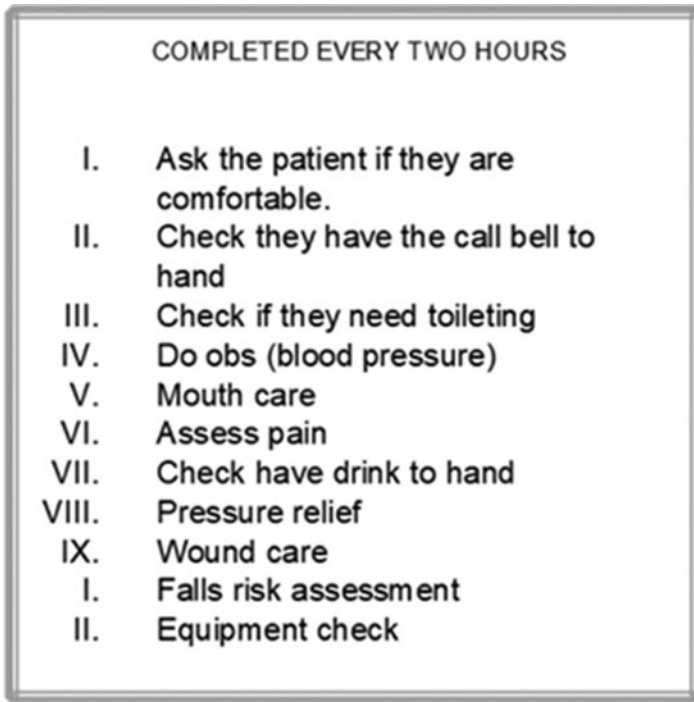 COMPLETED EVERY TWO HOURS
I. Ask the patient if they are
comfortable.
II. Check they have the call bell to
hand
III. Check if they need toileting
IV. Do obs (blood pressure)
V. Mouth care
VI. Assess pain
VII. Check have drink to hand
VIII. Pressure relief
IX. Wound care
I. Falls risk assessment
II. Equipment check